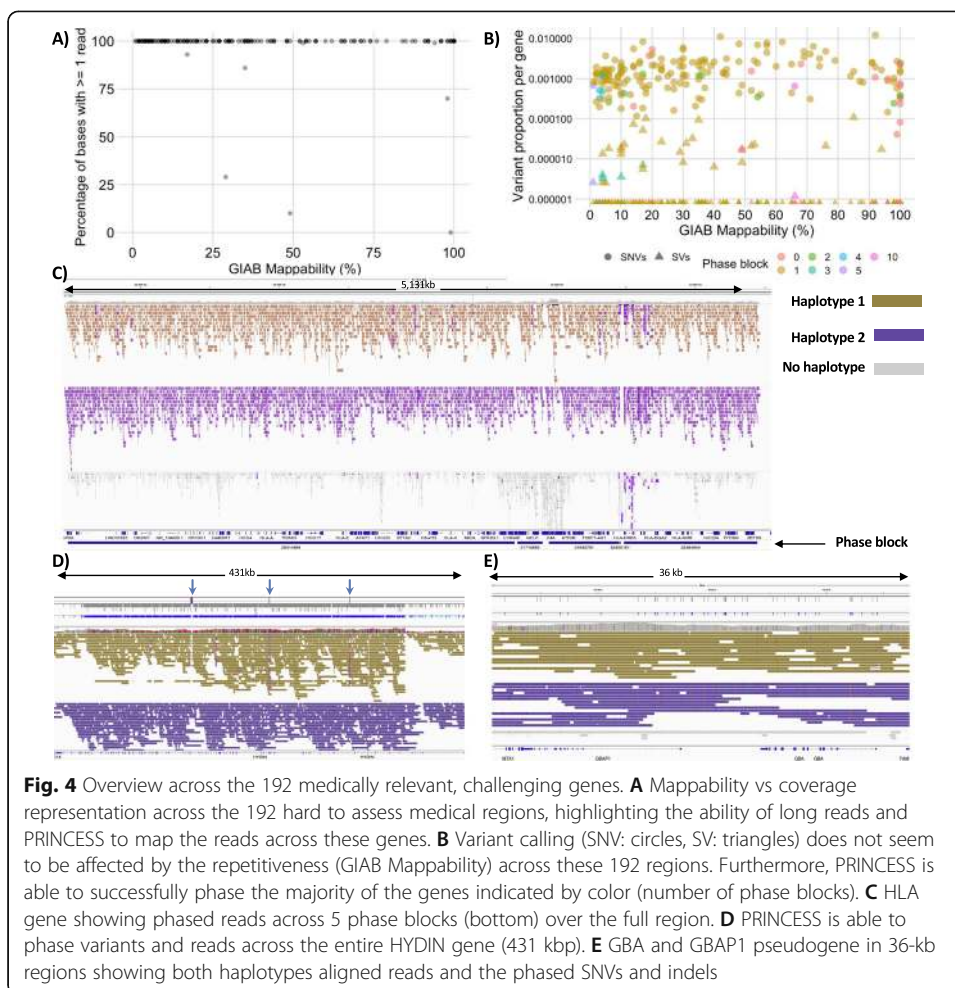 A)
100
75
50
25
0
Percentage of bases with >= 1 read
0 25 50 75 100
GIAB Mappability (%)
B)
0.010000
0.001000
0.000100
0.000010
0.000001
Variant proportion per gene
0 10 20 30 40 50 60 70 80 90 100
GIAB Mappability (%)
SNVs SVs
Phase block
0 2 4 10
1 3 5
C)
5,131kb
Haplotype 1
Haplotype 2
No haplotype
Phase block
D)
431kb
E)
36 kb
GBAP1
GBA GBA
Fig. 4 Overview across the 192 medically relevant, challenging genes. A Mappability vs coverage
representation across the 192 hard to assess medical regions, highlighting the ability of long reads and
PRINCESS to map the reads across these genes. B Variant calling (SNV: circles, SV: triangles) does not seem
to be affected by the repetitiveness (GIAB Mappability) across these 192 regions. Furthermore, PRINCESS is
able to successfully phase the majority of the genes indicated by color (number of phase blocks). C HLA
gene showing phased reads across 5 phase blocks (bottom) over the full region. D PRINCESS is able to
phase variants and reads across the entire HYDIN gene (431 kbp). E GBA and GBAP1 pseudogene in 36-kb
regions showing both haplotypes aligned reads and the phased SNVs and indels